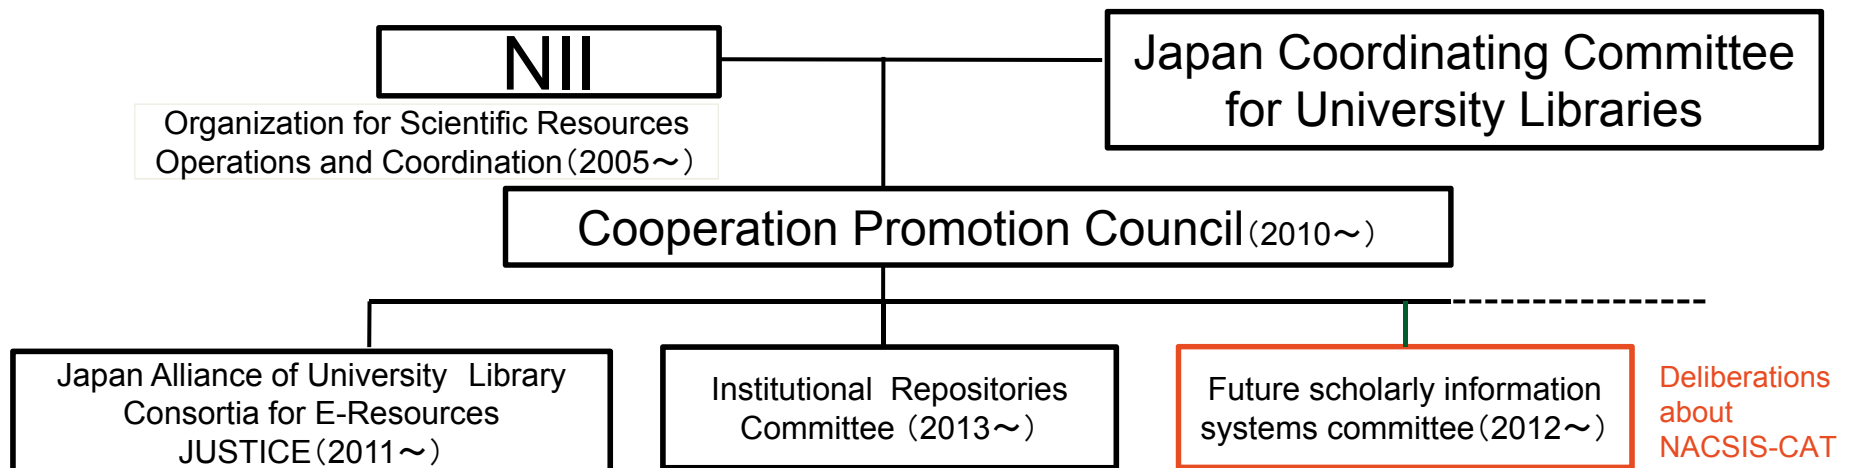 NII
Japan Coordinating Committee
for University Libraries
Organization for Scientific Resources
Operations and Coordination（2005～）
Cooperation Promotion Council（2010～）
Japan Alliance of University Library
Consortia for E-Resources
JUSTICE（2011～）
Institutional Repositories
Committee（2013～）
Future scholarly information
systems committee（2012～）
Deliberations
about
NACSIS-CAT